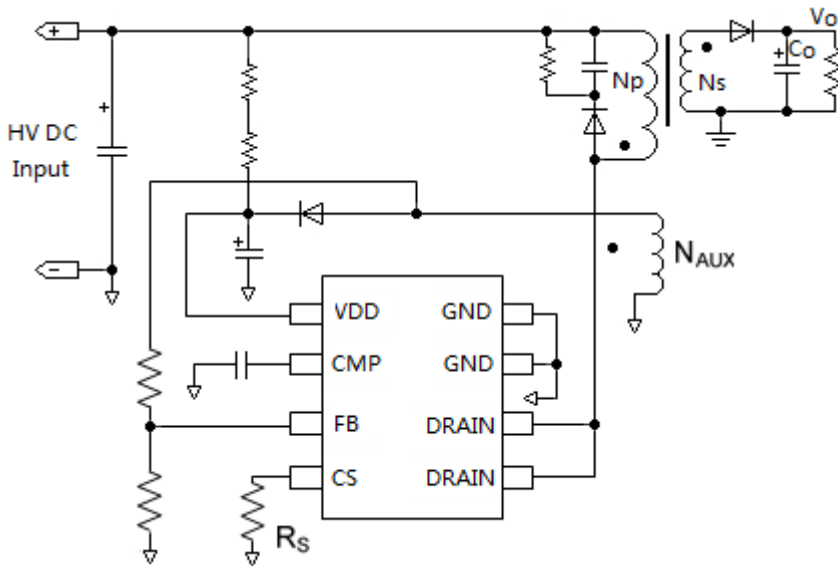 +
HV DC
Input
−
+
+
Np
Ns
+
Co
Vo
NAUX
VDD
CMP
FB
CS
GND
GND
DRAIN
DRAIN
RS